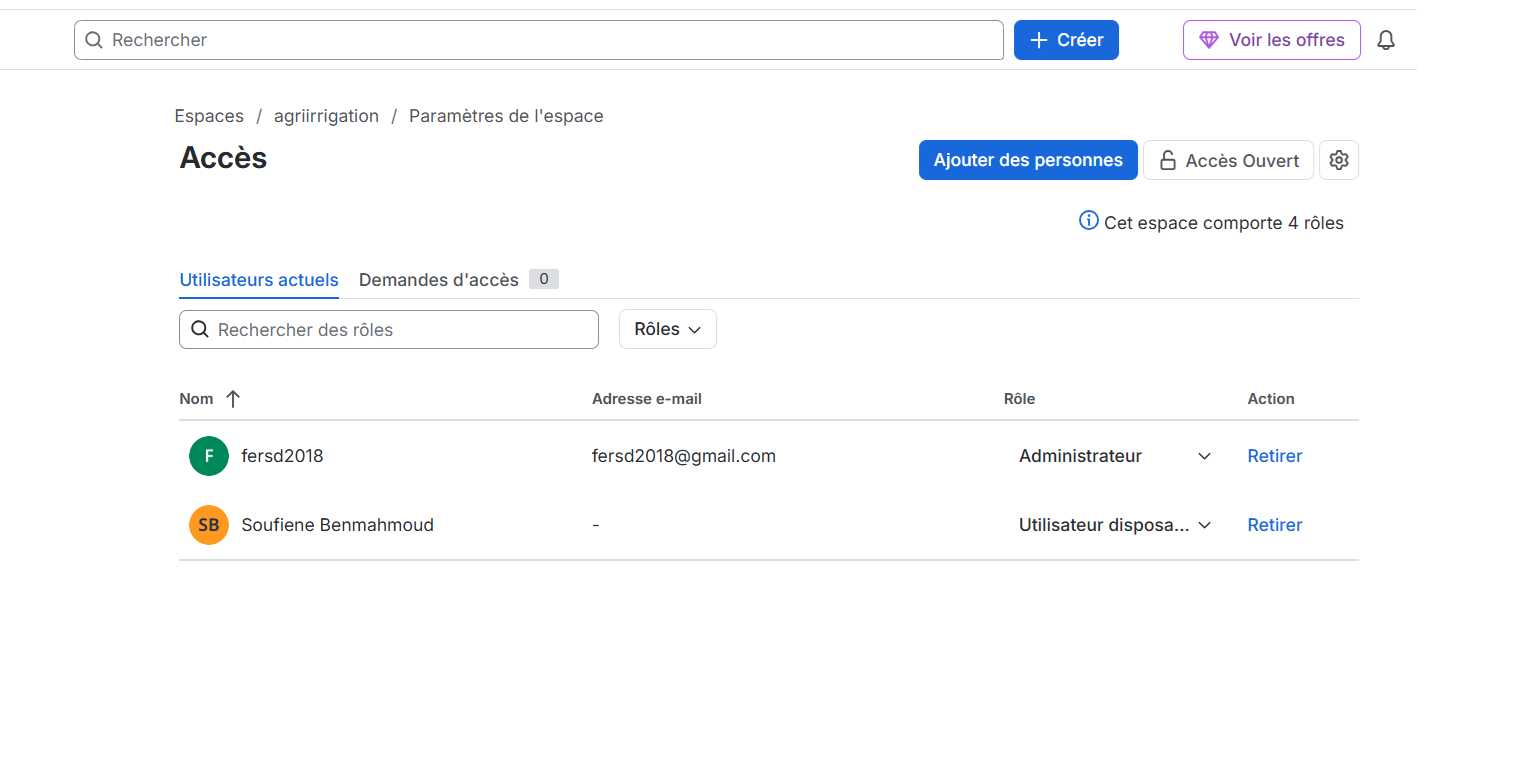 Rechercher
Créer
Voir les offres
Espaces / agriirrigation / Paramètres de l'espace
Accès
Ajouter des personnes
Accès Ouvert
Cet espace comporte 4 rôles
Utilisateurs actuels
Demandes d'accès 0
Rechercher des rôles
Rôles
Nom Adresse e-mail Rôle Action
F fersd2018 fersd2018@gmail.com Administrateur Retirer
SB Soufiene Benmahmoud - Utilisateur disposa... Retirer